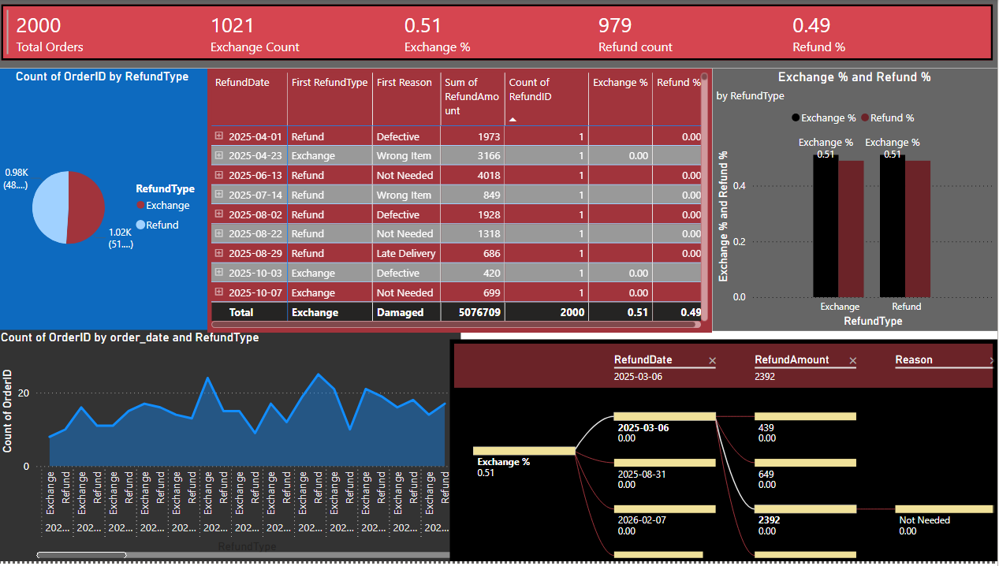 2000
Total Orders
1021
Exchange Count
0.51
Exchange %
979
Refund count
0.49
Refund %
Count of OrderID by RefundType
0.98K
(48....)
1.02K
(51....)
RefundType
Exchange
Refund
RefundDate First RefundType First Reason Sum of RefundAmo unt Count of RefundID Exchange % Refund %
2025-04-01 Refund Defective 1973 1 0.00
2025-04-23 Exchange Wrong Item 3166 1 0.00
2025-06-13 Refund Not Needed 4018 1 0.00
2025-07-14 Refund Wrong Item 849 1 0.00
2025-08-02 Refund Defective 1928 1 0.00
2025-08-22 Refund Not Needed 1318 1 0.00
2025-08-29 Refund Late Delivery 686 1 0.00
2025-10-03 Exchange Defective 420 1 0.00
2025-10-07 Exchange Not Needed 699 1 0.00
Total Exchange Damaged 5076709 2000 0.51 0.49
Exchange % and Refund %
by RefundType
Exchange % Refund %
Exchange % Exchange %
0.51 0.51
Exchange % and Refund %
0.4
0.2
0.0
Exchange Refund
RefundType
Count of OrderID by order_date and RefundType
Count of OrderID
20
0
Exchange Refund Exchange Refund Exchange Refund Exchange Refund Exchange Refund Exchange Refund Exchange Refund Exchange Refund Exchange Refund Exchange Refund Exchange Refund Exchange Refund Exchange Refund
202... 202... 202... 202... 202... 202... 202... 202... 202... 202... 202... 202... 202...
RefundType
RefundDate RefundAmount Reason
2025-03-06 2392
Exchange %
0.51
2025-03-06
0.00
2025-08-31
0.00
2026-02-07
0.00
439
0.00
649
0.00
2392
0.00
Not Needed
0.00